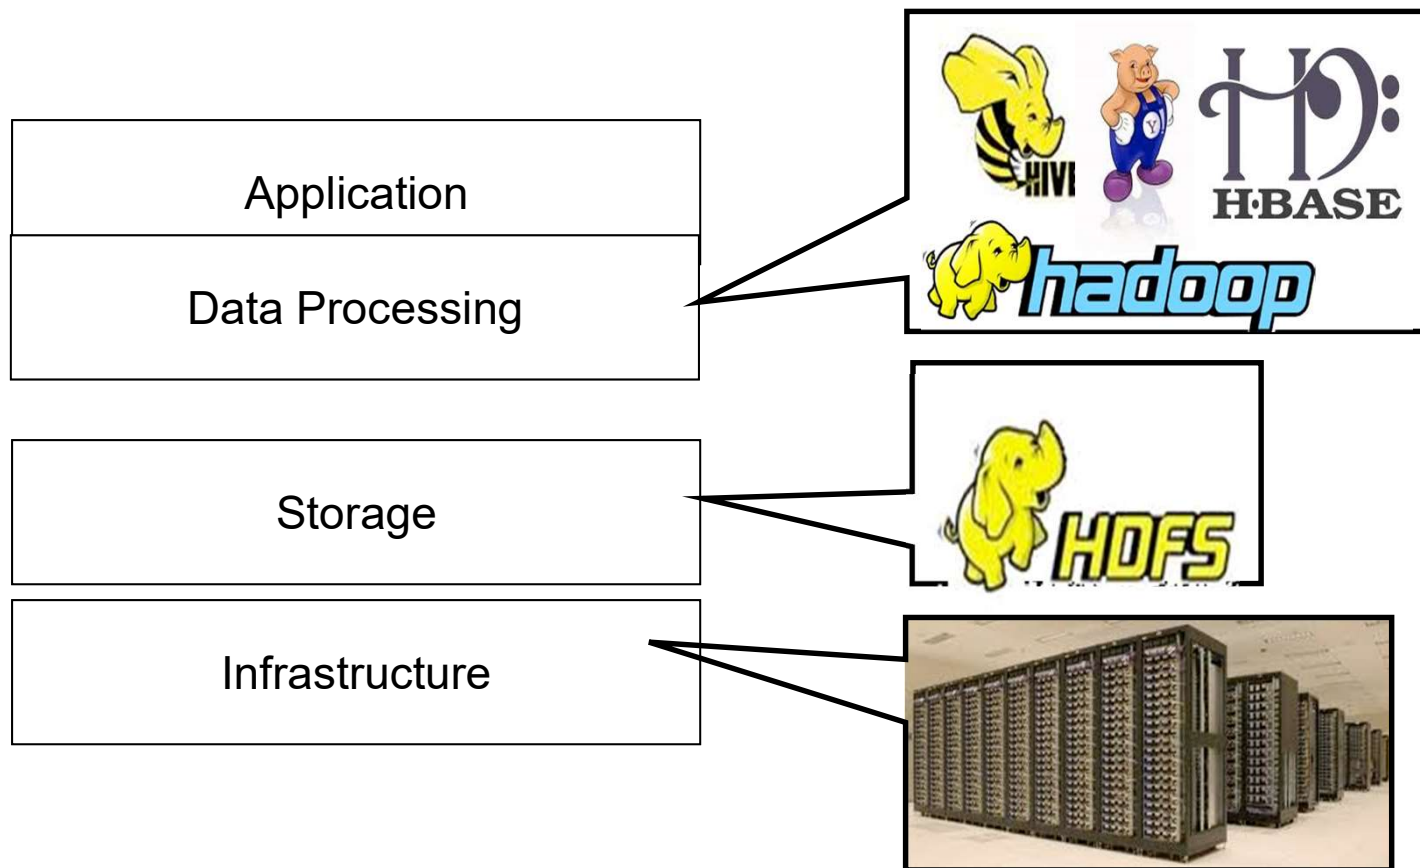 Application
Data Processing
Storage
Infrastructure
HIVE
Y
H·BASE
hadoop
HDFS